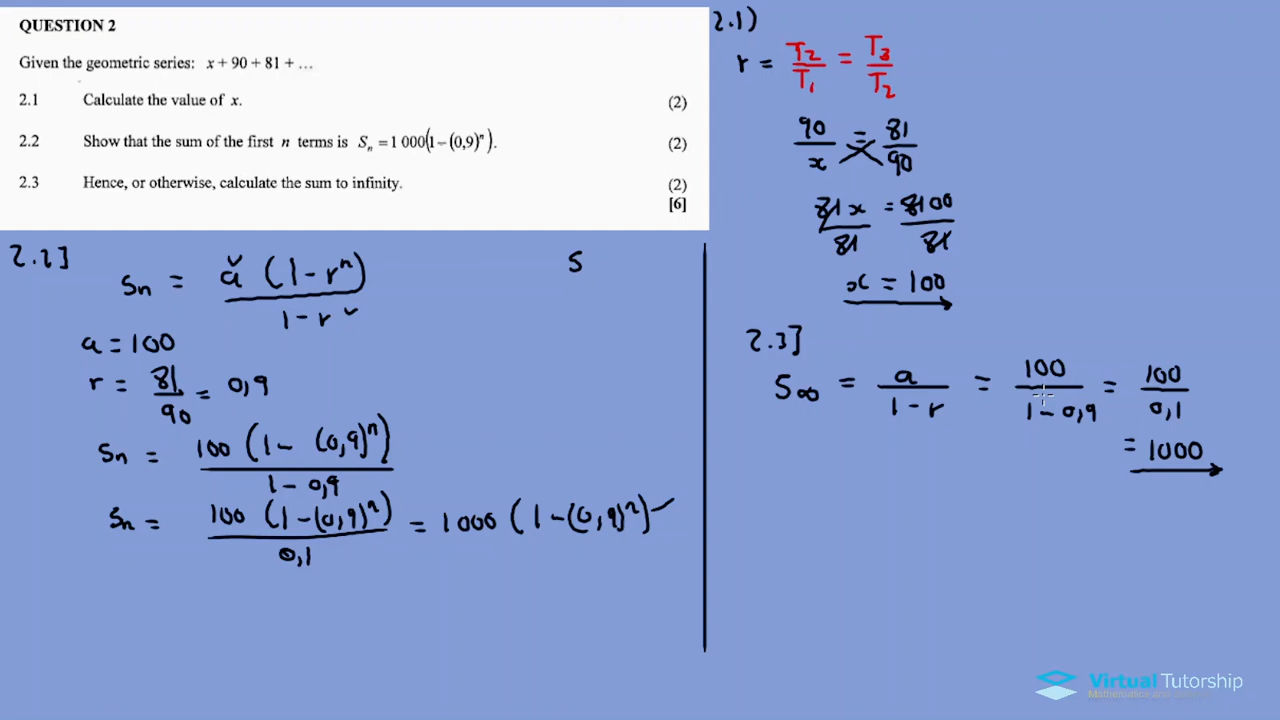 QUESTION 2
Given the geometric series: x + 90 + 81 + ...
2.1 Calculate the value of x. (2)
2.2 Show that the sum of the first n terms is Sₙ = 1 000(1 − (0,9)ⁿ). (2)
2.3 Hence, or otherwise, calculate the sum to infinity. (2)
[6]
2.2]
Sn = a (1 - rⁿ) / 1 - r
S
a = 100
r = 81/90 = 0,9
Sn = 100 (1 - (0,9)ⁿ) / 1 - 0,9
Sn = 100 (1 - (0,9)ⁿ) / 0,1 = 1000 (1 - (0,9)ⁿ) ✓
2.1)
r = T₂/T₁ = T₃/T₂
90/x = 81/90
81x/81 = 8100/81
x = 100
2.3]
S∞ = a / 1 - r = 100 / 1 - 0,9 = 100 / 0,1
= 1000
Virtual Tutorship